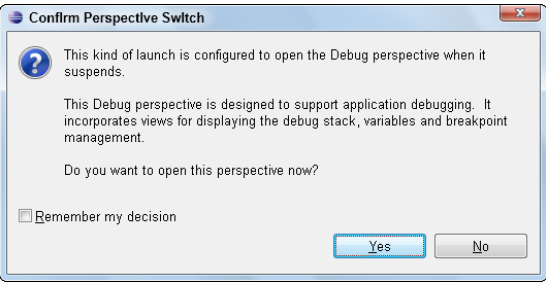 Confirm Perspective Switch
This kind of launch is configured to open the Debug perspective when it
suspends.
This Debug perspective is designed to support application debugging. It
incorporates views for displaying the debug stack, variables and breakpoint
management.
Do you want to open this perspective now?
Remember my decision
Yes No